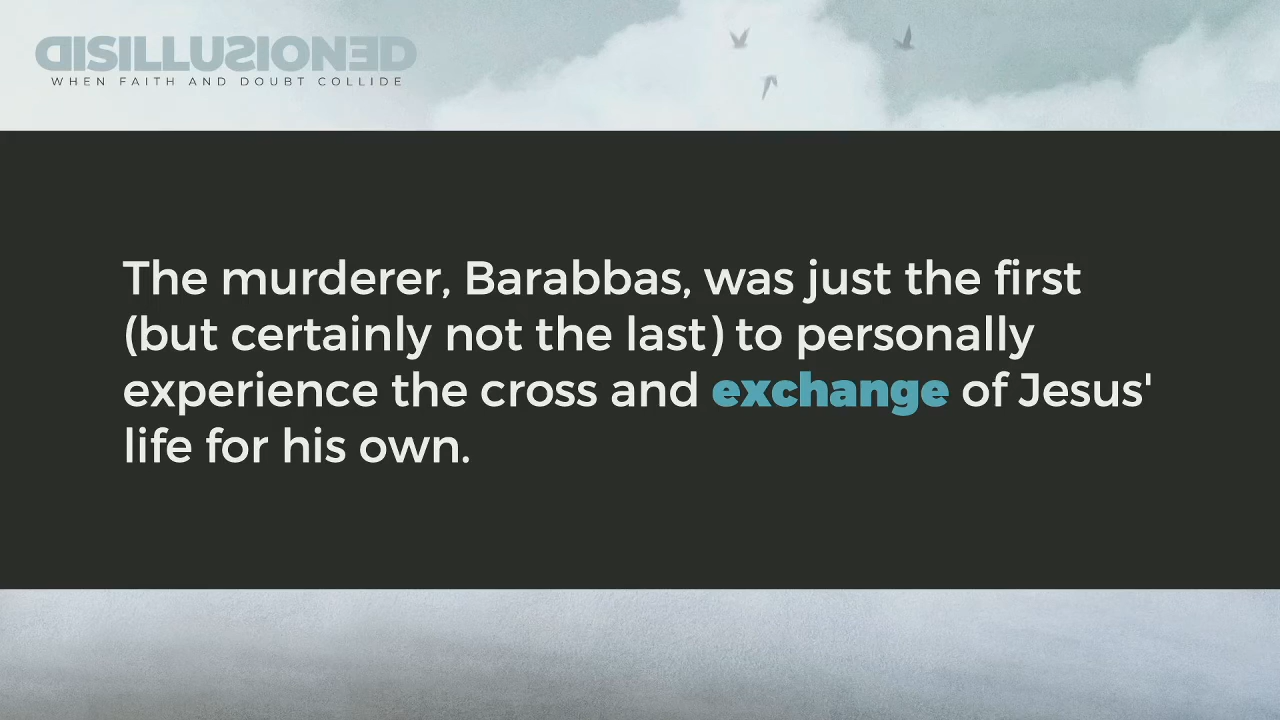 DISILLUSIONED
WHEN FAITH AND DOUBT COLLIDE
The murderer, Barabbas, was just the first
(but certainly not the last) to personally
experience the cross and exchange of Jesus'
life for his own.